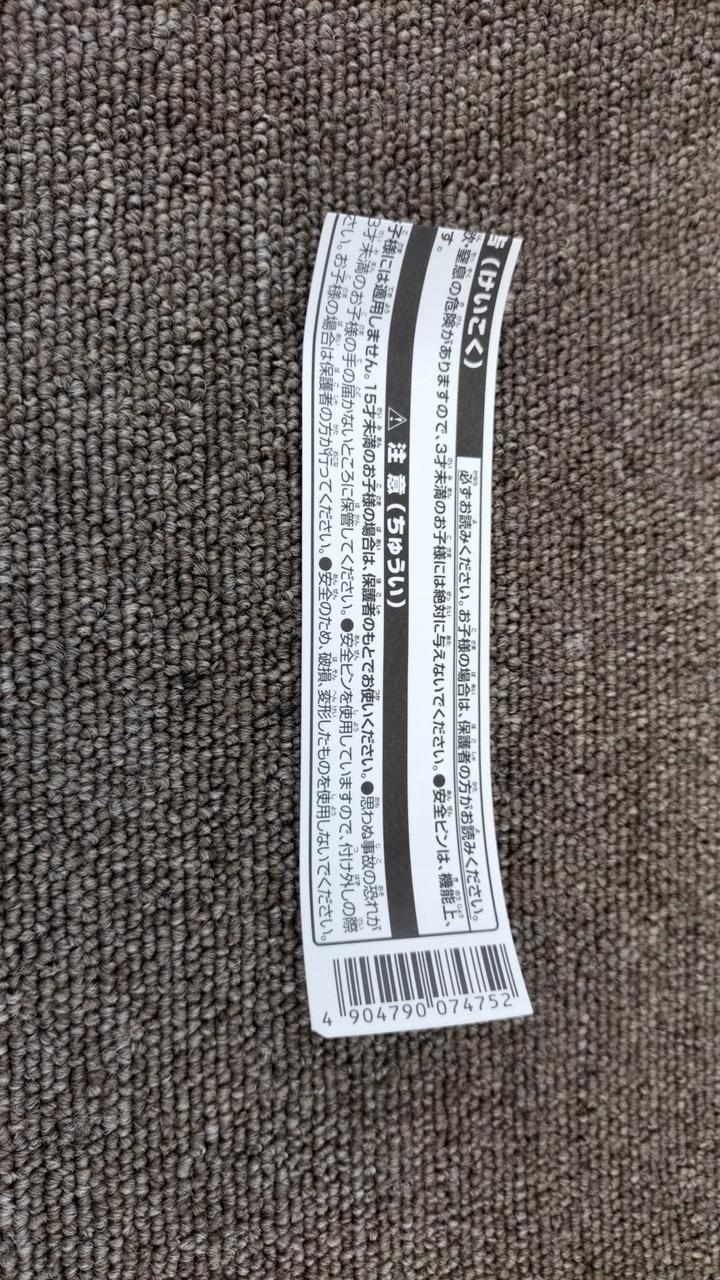 (けいこく)
必ずお読みください。お子様の場合は、保護者の方がお読みください。
窒息の危険がありますので、3才未満のお子様には絶対に与えないでください。●安全ピンは、機能上、
す。
⚠ 注意(ちゅうい)
子様には適用しません。15才未満のお子様の場合は、保護者のもとでお使いください。●思わぬ事故の恐れが
3才未満のお子様の手の届かないところに保管してください。●安全ピンを使用していますので、付け外しの際
さい。お子様の場合は保護者の方が行ってください。●安全のため、破損、変形したものを使用しないでください。
4 904790 074752